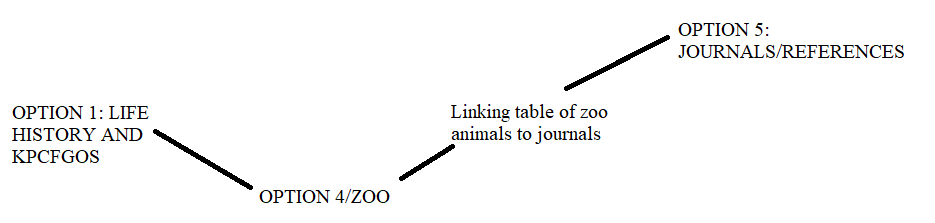 OPTION 1: LIFE
HISTORY AND
KPCFGOS
OPTION 4/ZOO
Linking table of zoo
animals to journals
OPTION 5:
JOURNALS/REFERENCES